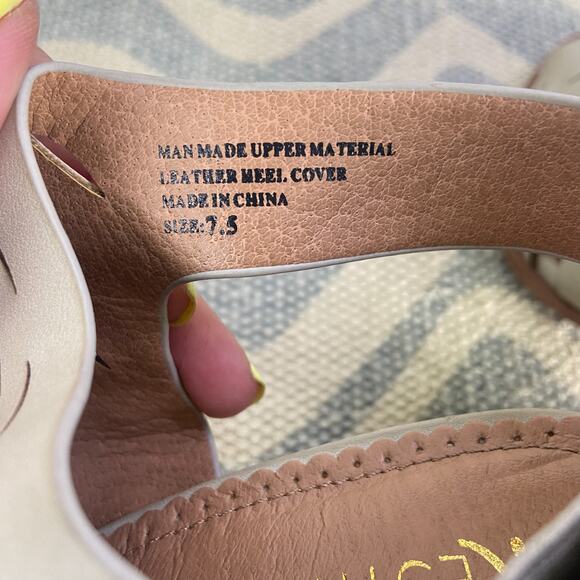 MAN MADE UPPER MATERIAL
LEATHER HEEL COVER
MADE IN CHINA
SIZE: 7.5